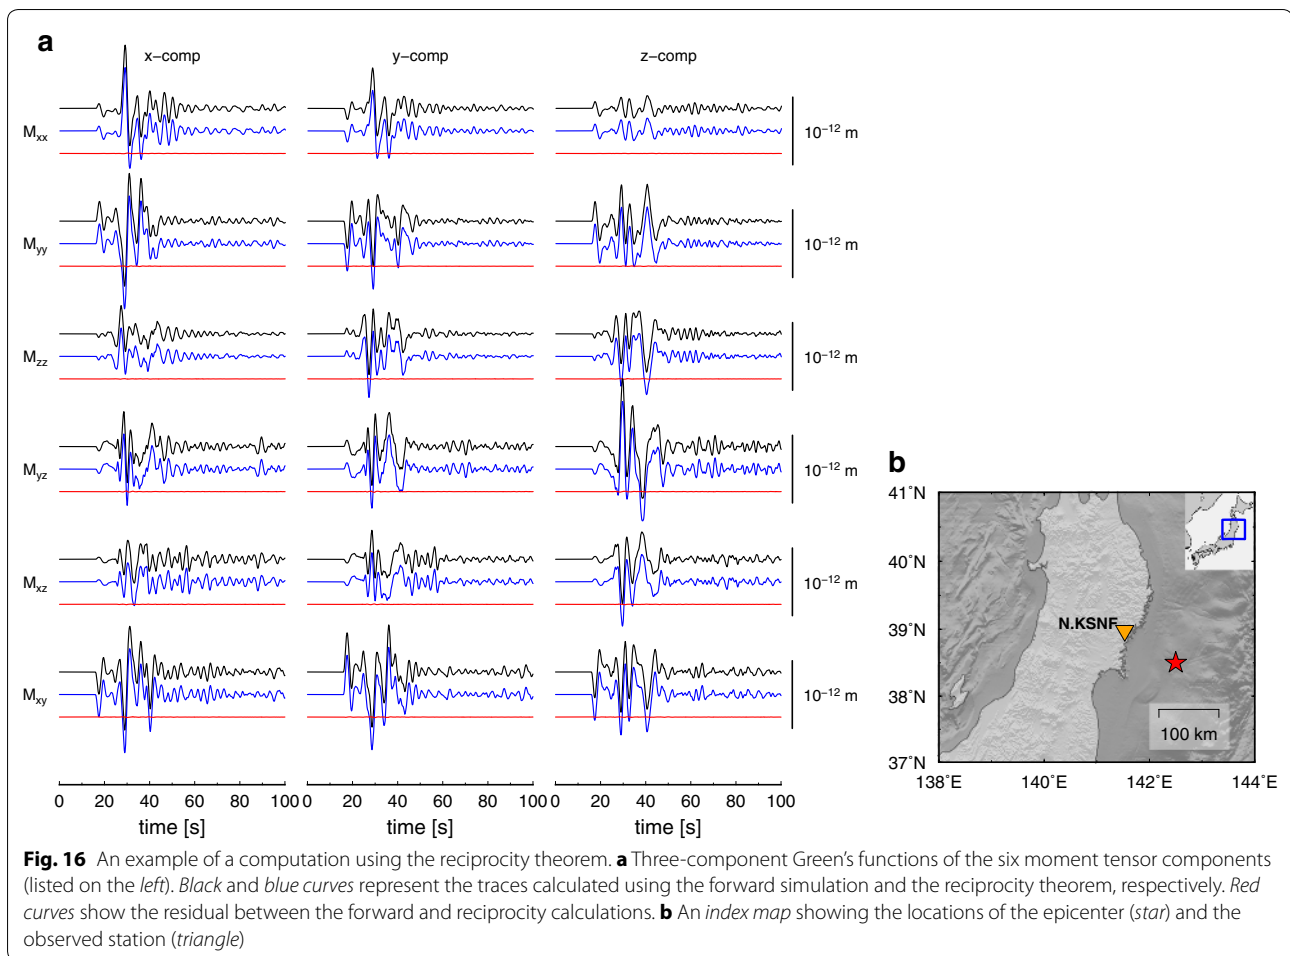 a
x-comp y-comp z-comp
Mxx 10−12 m
Myy 10−12 m
Mzz 10−12 m
Myz 10−12 m
Mxz 10−12 m
Mxy 10−12 m
0 20 40 60 80 100 0 20 40 60 80 100 0 20 40 60 80 100
time [s] time [s] time [s]
b
41°N
40°N
39°N
38°N
37°N
N.KSNF
100 km
138°E 140°E 142°E 144°E
Fig. 16 An example of a computation using the reciprocity theorem. a Three-component Green's functions of the six moment tensor components
(listed on the left). Black and blue curves represent the traces calculated using the forward simulation and the reciprocity theorem, respectively. Red
curves show the residual between the forward and reciprocity calculations. b An index map showing the locations of the epicenter (star) and the
observed station (triangle)